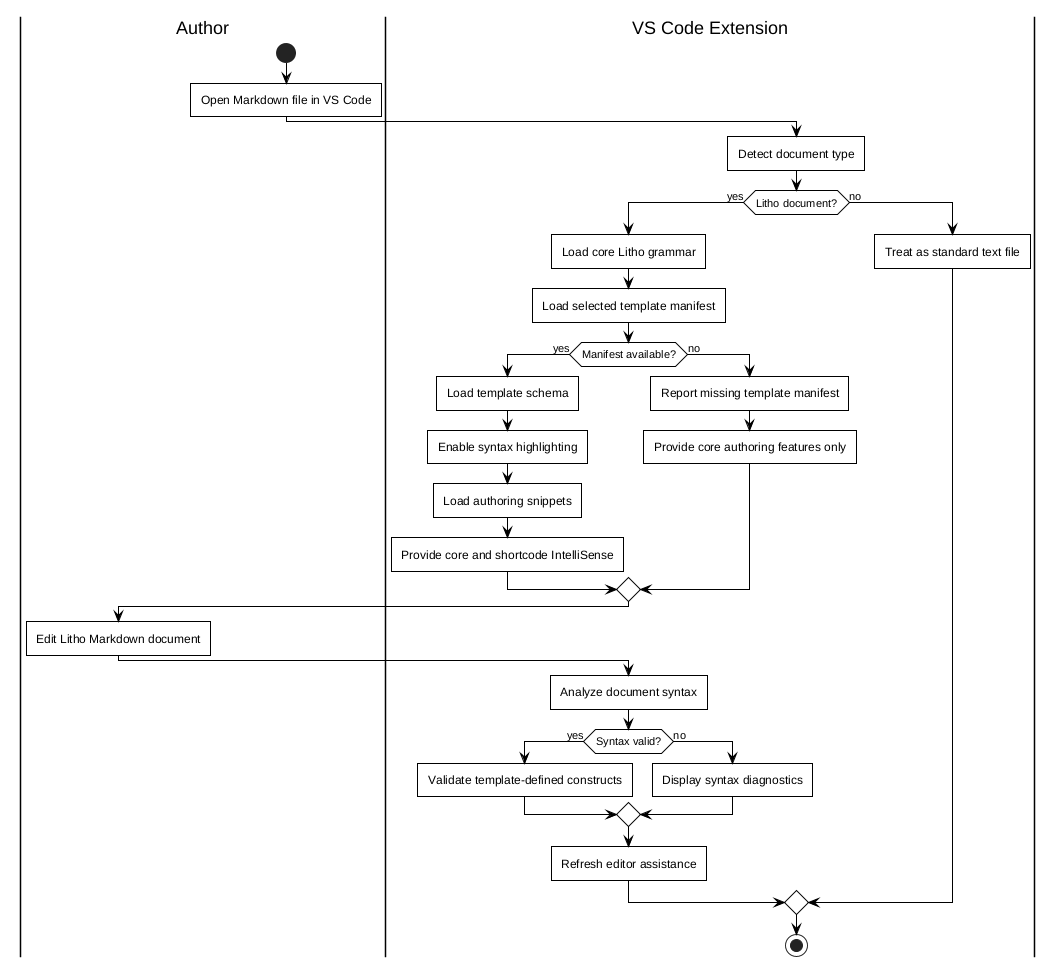 Author
VS Code Extension
Open Markdown file in VS Code
Detect document type
yes
Litho document?
no
Load core Litho grammar
Treat as standard text file
Load selected template manifest
yes
Manifest available?
no
Load template schema
Report missing template manifest
Enable syntax highlighting
Provide core authoring features only
Load authoring snippets
Provide core and shortcode IntelliSense
Edit Litho Markdown document
Analyze document syntax
yes
Syntax valid?
no
Validate template-defined constructs
Display syntax diagnostics
Refresh editor assistance